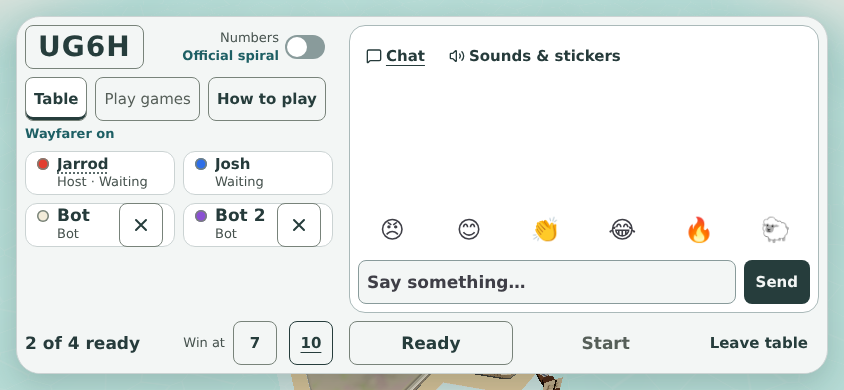 UG6H
Numbers
Official spiral
Table
Play games
How to play
Wayfarer on
Jarrod
Host · Waiting
Josh
Waiting
Bot
Bot
Bot 2
Bot
2 of 4 ready
Win at
7
10
Chat
Sounds & stickers
Say something...
Send
Ready
Start
Leave table